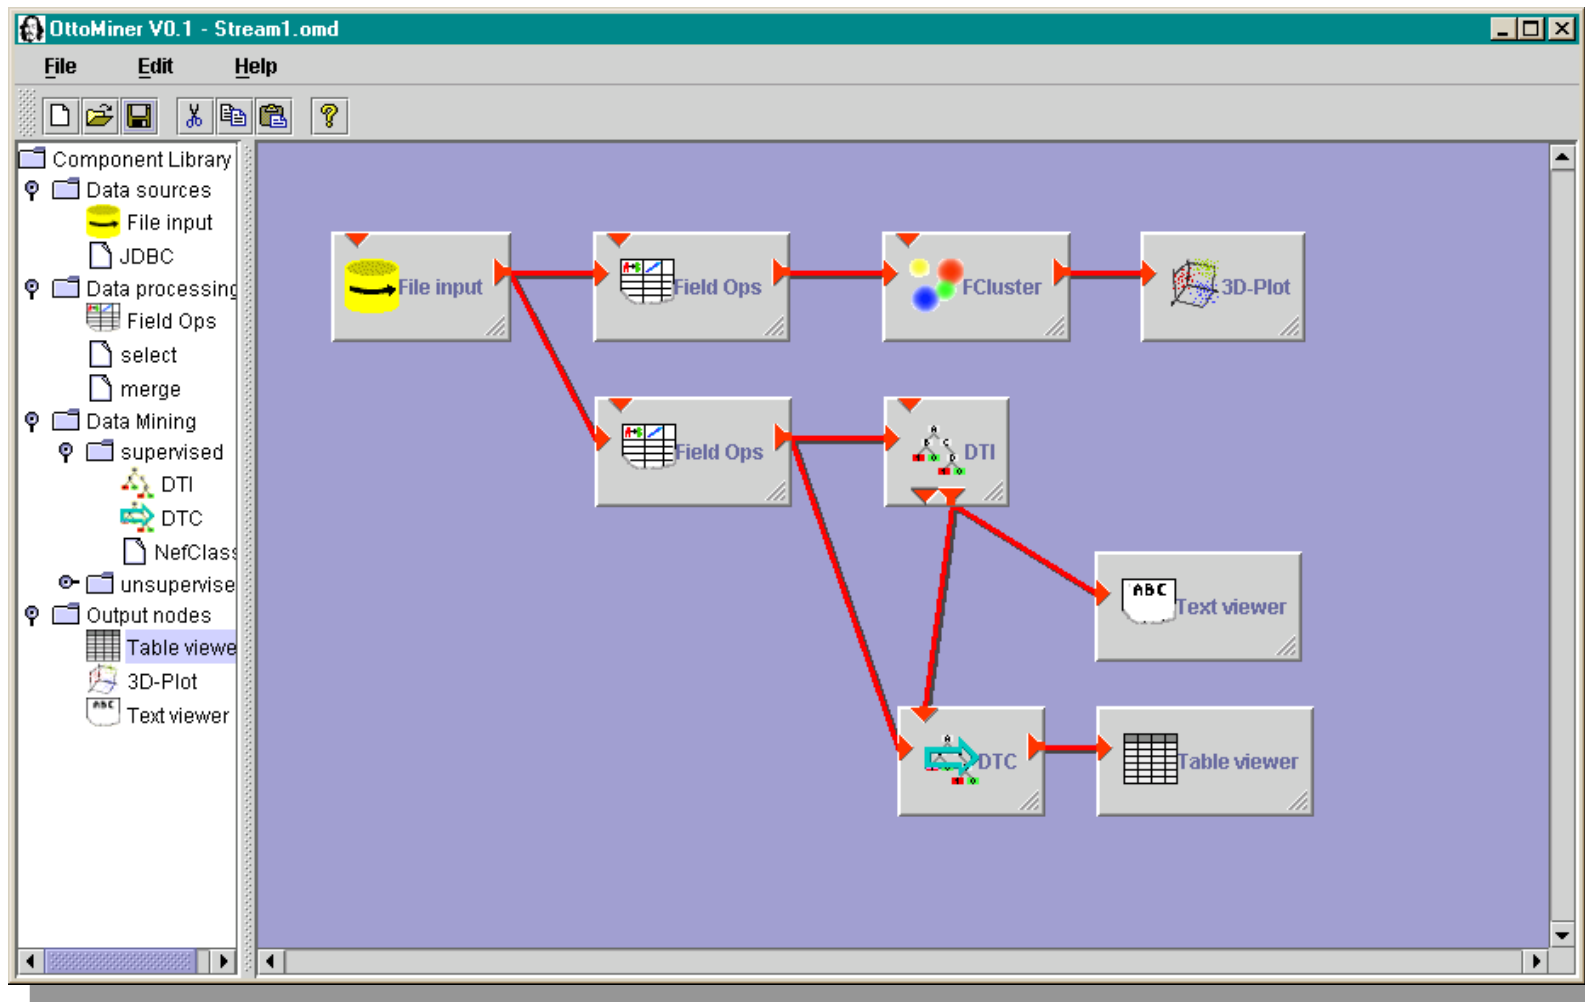 OttoMiner V0.1 - Stream1.omd
File Edit Help
Component Library
Data sources
File input
JDBC
Data processing
Field Ops
select
merge
Data Mining
supervised
DTI
DTC
NefClass
unsupervise
Output nodes
Table viewe
3D-Plot
Text viewer
File input
Field Ops
FCluster
3D-Plot
Field Ops
DTI
ABC
Text viewer
DTC
Table viewer